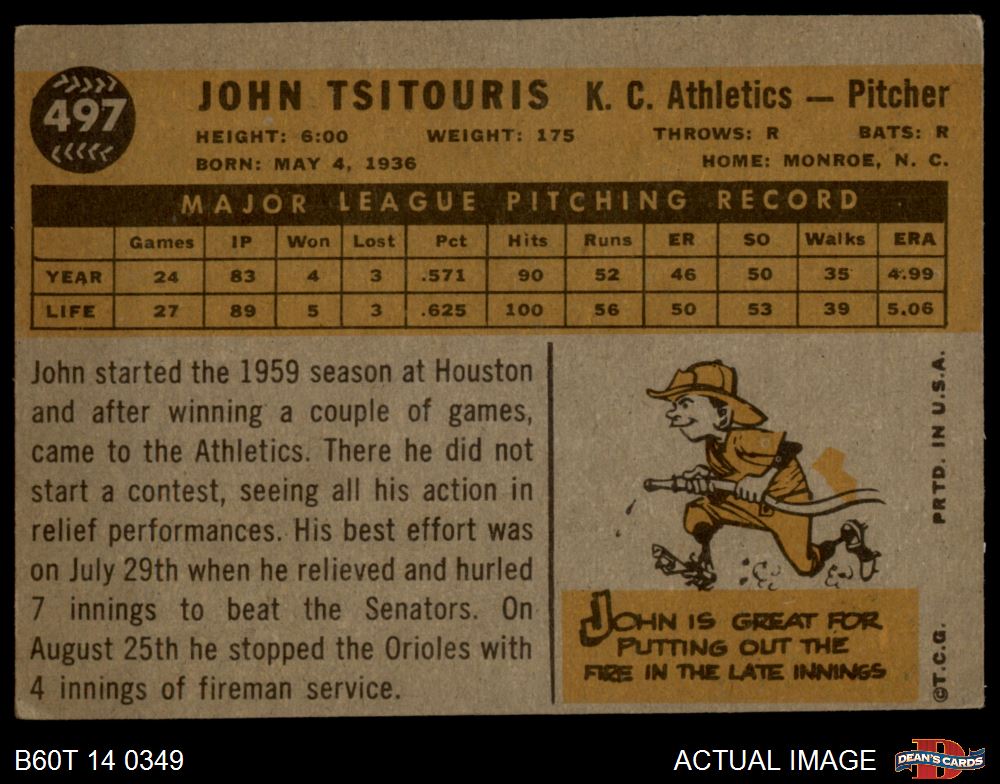 497
JOHN TSITOURIS K. C. Athletics — Pitcher
HEIGHT: 6:00 WEIGHT: 175 THROWS: R BATS: R
BORN: MAY 4, 1936 HOME: MONROE, N. C.
MAJOR LEAGUE PITCHING RECORD
Games IP Won Lost Pct Hits Runs ER SO Walks ERA
YEAR 24 83 4 3 .571 90 52 46 50 35 4.99
LIFE 27 89 5 3 .625 100 56 50 53 39 5.06
John started the 1959 season at Houston
and after winning a couple of games,
came to the Athletics. There he did not
start a contest, seeing all his action in
relief performances. His best effort was
on July 29th when he relieved and hurled
7 innings to beat the Senators. On
August 25th he stopped the Orioles with
4 innings of fireman service.
JOHN IS GREAT FOR
PUTTING OUT THE
FIRE IN THE LATE INNINGS
©T.C.G. PRTD. IN U.S.A.
B60T 14 0349 ACTUAL IMAGE
D
DEAN'S CARDS